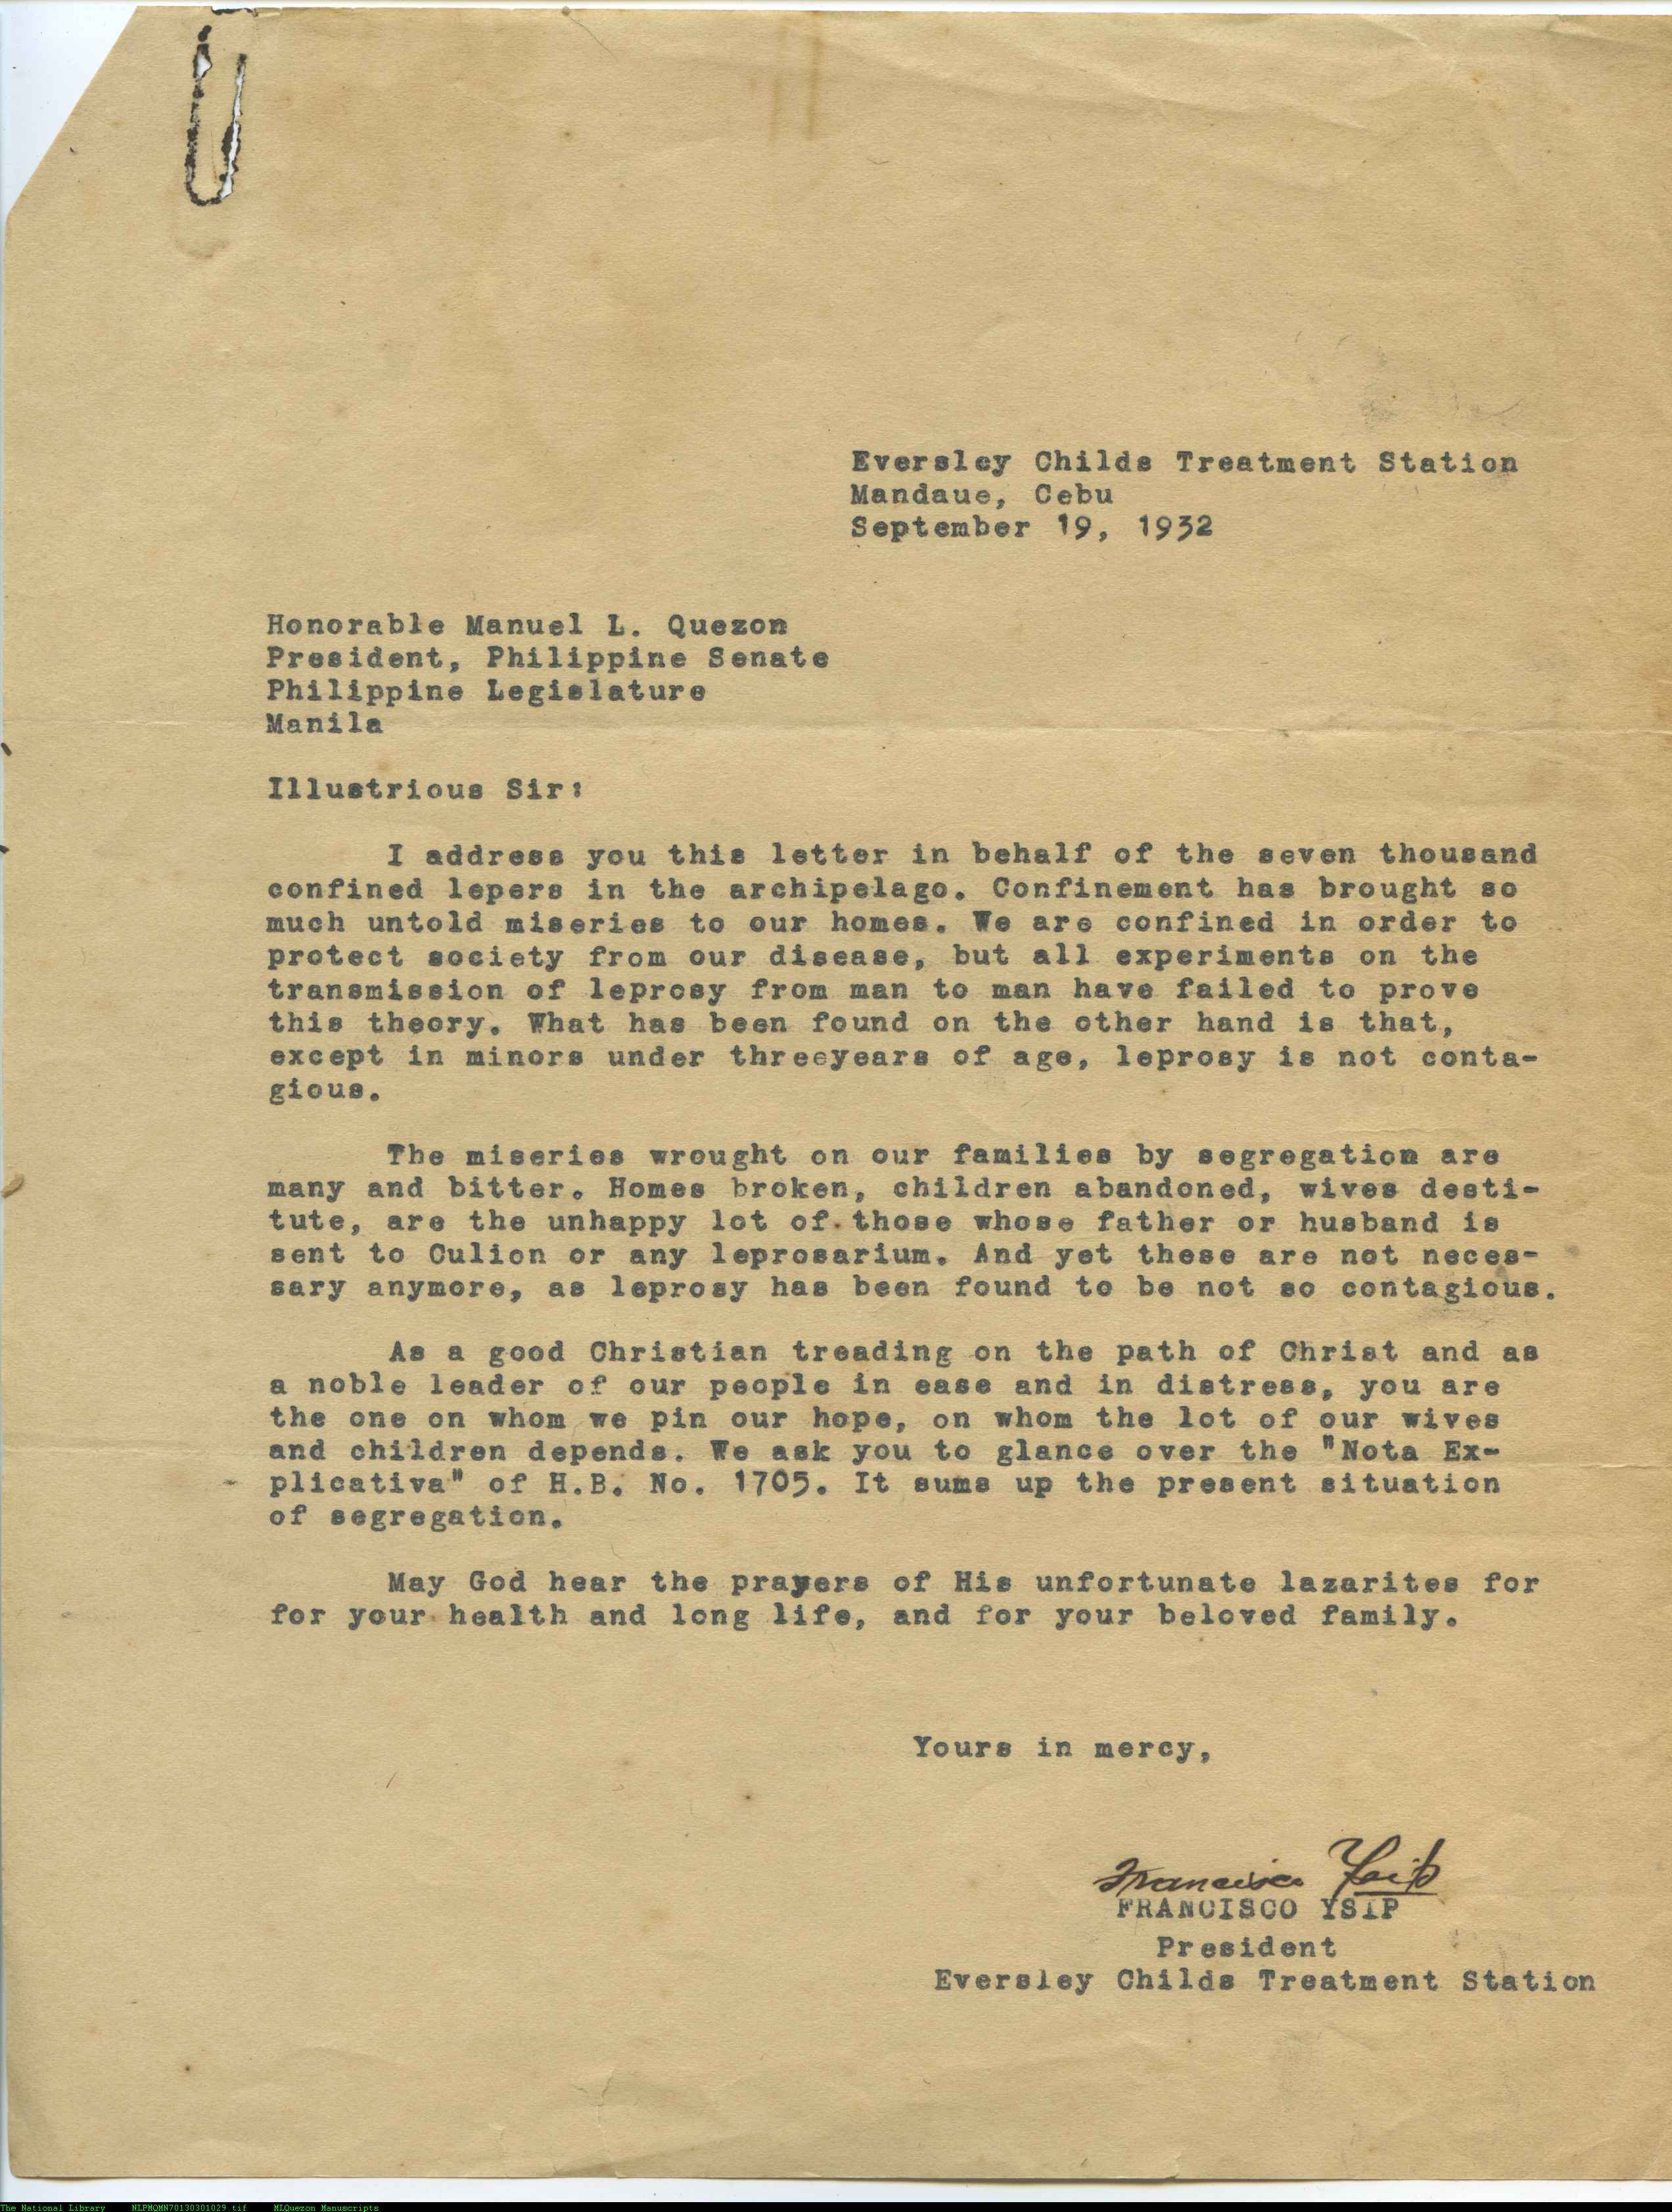 Eversley Childs Treatment Station
Mandaue, Cebu
September 19, 1932
Honorable Manuel L. Quezon
President, Philippine Senate
Philippine Legislature
Manila
Illustrious Sir:
I address you this letter in behalf of the seven thousand
confined lepers in the archipelago. Confinement has brought so
much untold miseries to our homes. We are confined in order to
protect society from our disease, but all experiments on the
transmission of leprosy from man to man have failed to prove
this theory. What has been found on the other hand is that,
except in minors under threeyears of age, leprosy is not conta-
gious.
The miseries wrought on our families by segregation are
many and bitter. Homes broken, children abandoned, wives desti-
tute, are the unhappy lot of those whose father or husband is
sent to Culion or any leprosarium. And yet these are not neces-
sary anymore, as leprosy has been found to be not so contagious.
As a good Christian treading on the path of Christ and as
a noble leader of our people in ease and in distress, you are
the one on whom we pin our hope, on whom the lot of our wives
and children depends. We ask you to glance over the "Nota Ex-
plicativa" of H.B. No. 1705. It sums up the present situation
of segregation.
May God hear the prayers of His unfortunate lazarites for
for your health and long life, and for your beloved family.
Yours in mercy,
Francisco Ysip
FRANCISCO YSIP
President
Eversley Childs Treatment Station
The National Library NLPMQMN70130301029.tif MLQuezon Manuscripts